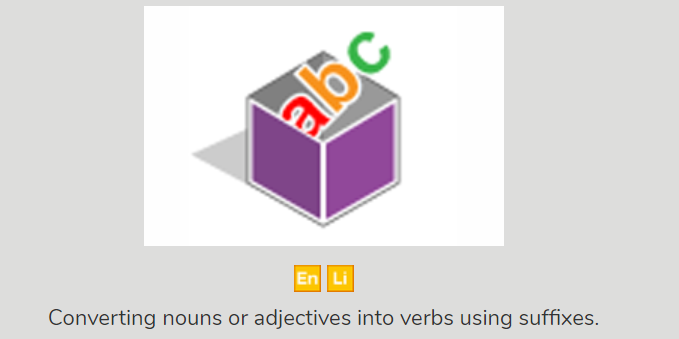 abc
En Li
Converting nouns or adjectives into verbs using suffixes.